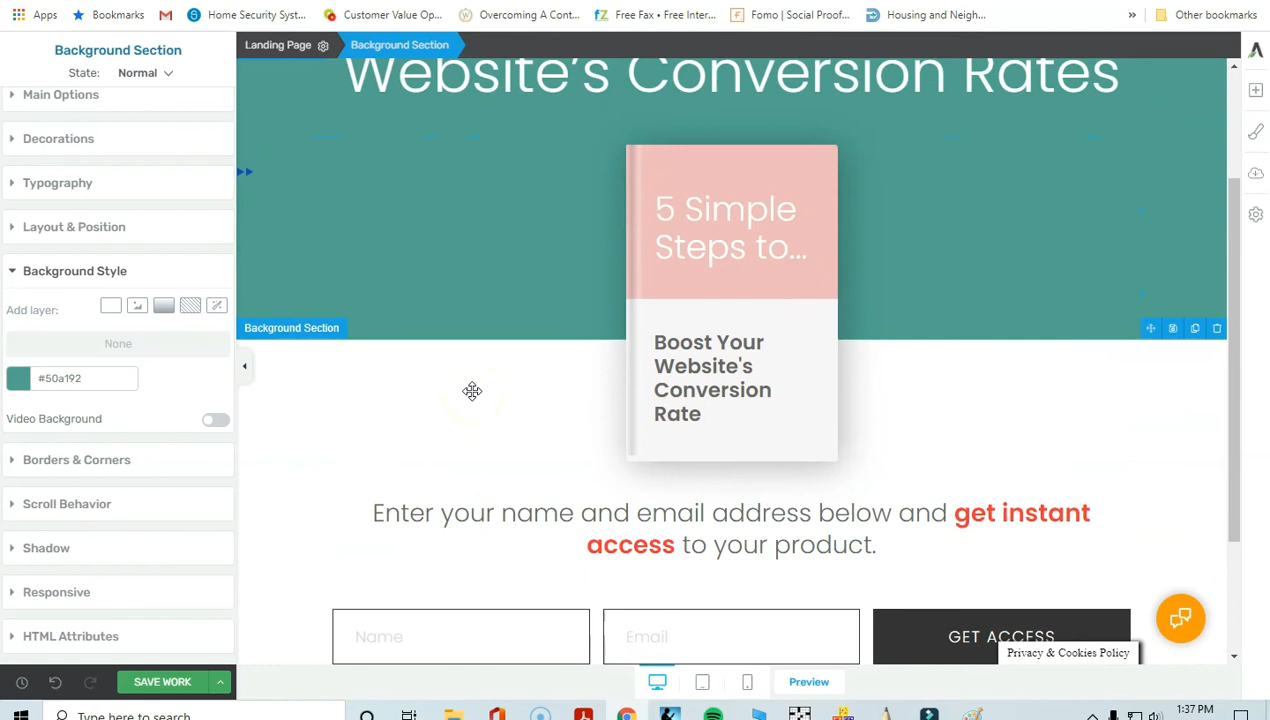 Apps
Bookmarks
Home Security Syst...
Customer Value Op...
Overcoming A Cont...
Free Fax • Free Inter...
Fomo | Social Proof...
Housing and Neigh...
»
Other bookmarks
Background Section
State: Normal
Main Options
Decorations
Typography
Layout & Position
Background Style
Add layer:
None
#50a192
Video Background
Borders & Corners
Scroll Behavior
Shadow
Responsive
HTML Attributes
SAVE WORK
Landing Page
Background Section
Website's Conversion Rates
5 Simple
Steps to...
Background Section
Boost Your
Website's
Conversion
Rate
Enter your name and email address below and get instant
access to your product.
Name
Email
GET ACCESS
Privacy & Cookies Policy
Preview
Type here to search
1:37 PM